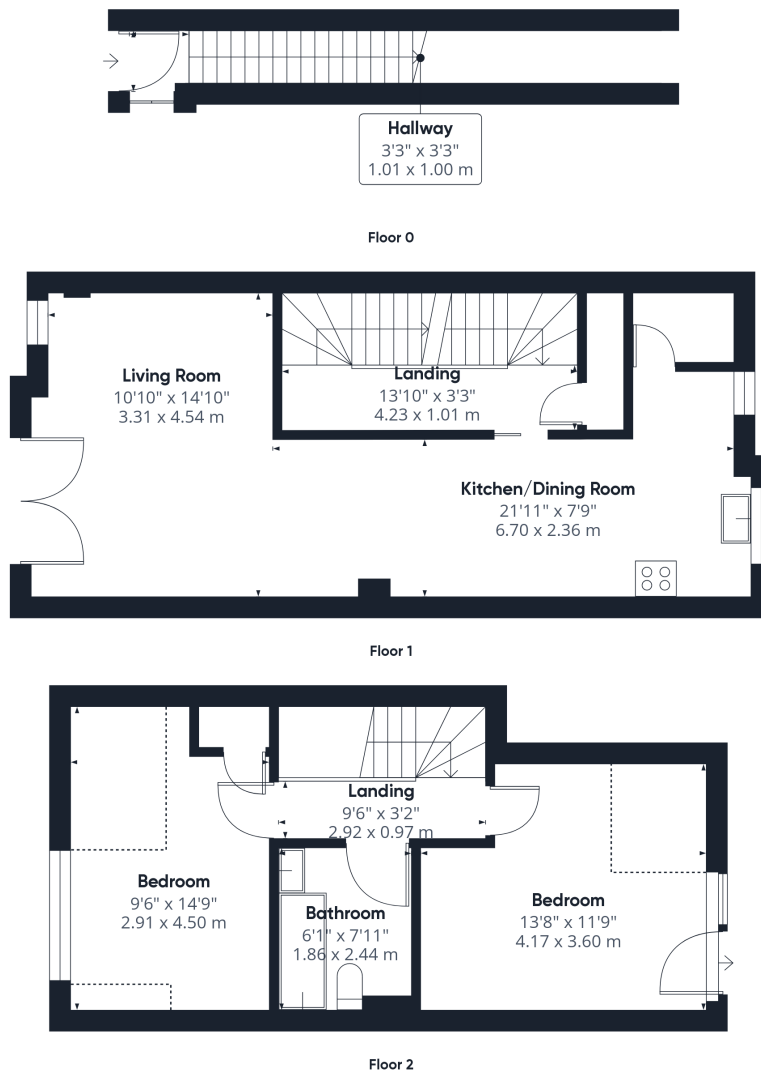 Hallway
3'3" x 3'3"
1.01 x 1.00 m
Floor 0
Living Room
10'10" x 14'10"
3.31 x 4.54 m
Landing
13'10" x 3'3"
4.23 x 1.01 m
Kitchen/Dining Room
21'11" x 7'9"
6.70 x 2.36 m
Floor 1
Landing
9'6" x 3'2"
2.92 x 0.97 m
Bedroom
9'6" x 14'9"
2.91 x 4.50 m
Bathroom
6'1" x 7'11"
1.86 x 2.44 m
Bedroom
13'8" x 11'9"
4.17 x 3.60 m
Floor 2